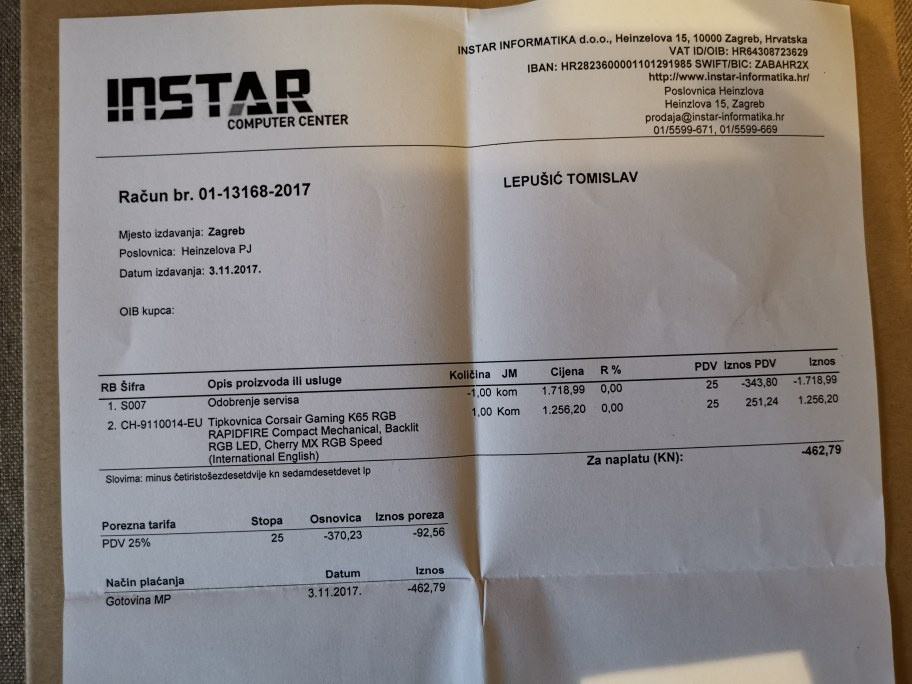 INSTAR
COMPUTER CENTER
INSTAR INFORMATIKA d.o.o., Heinzelova 15, 10000 Zagreb, Hrvatska
VAT ID/OIB: HR64308723629
IBAN: HR2823600001101291985 SWIFT/BIC: ZABAHR2X
http://www.instar-informatika.hr/
Poslovnica Heinzlova
Heinzlova 15, Zagreb
prodaja@instar-informatika.hr
01/5599-671, 01/5599-669
Račun br. 01-13168-2017
LEPUŠIĆ TOMISLAV
Mjesto izdavanja: Zagreb
Poslovnica: Heinzelova PJ
Datum izdavanja: 3.11.2017.
OIB kupca:
RB Šifra Opis proizvoda ili usluge Količina JM Cijena R % PDV Iznos PDV Iznos
1. S007 Odobrenje servisa -1,00 kom 1.718,99 0,00 25 -343,80 -1.718,99
2. CH-9110014-EU Tipkovnica Corsair Gaming K65 RGB 1,00 Kom 1.256,20 0,00 25 251,24 1.256,20
RAPIDFIRE Compact Mechanical, Backlit
RGB LED, Cherry MX RGB Speed
(International English)
Za naplatu (KN): -462,79
Slovima: minus četiristošezdesetdvije kn sedamdesetdevet lp
Porezna tarifa Stopa Osnovica Iznos poreza
PDV 25% 25 -370,23 -92,56
Način plaćanja Datum Iznos
Gotovina MP 3.11.2017. -462,79